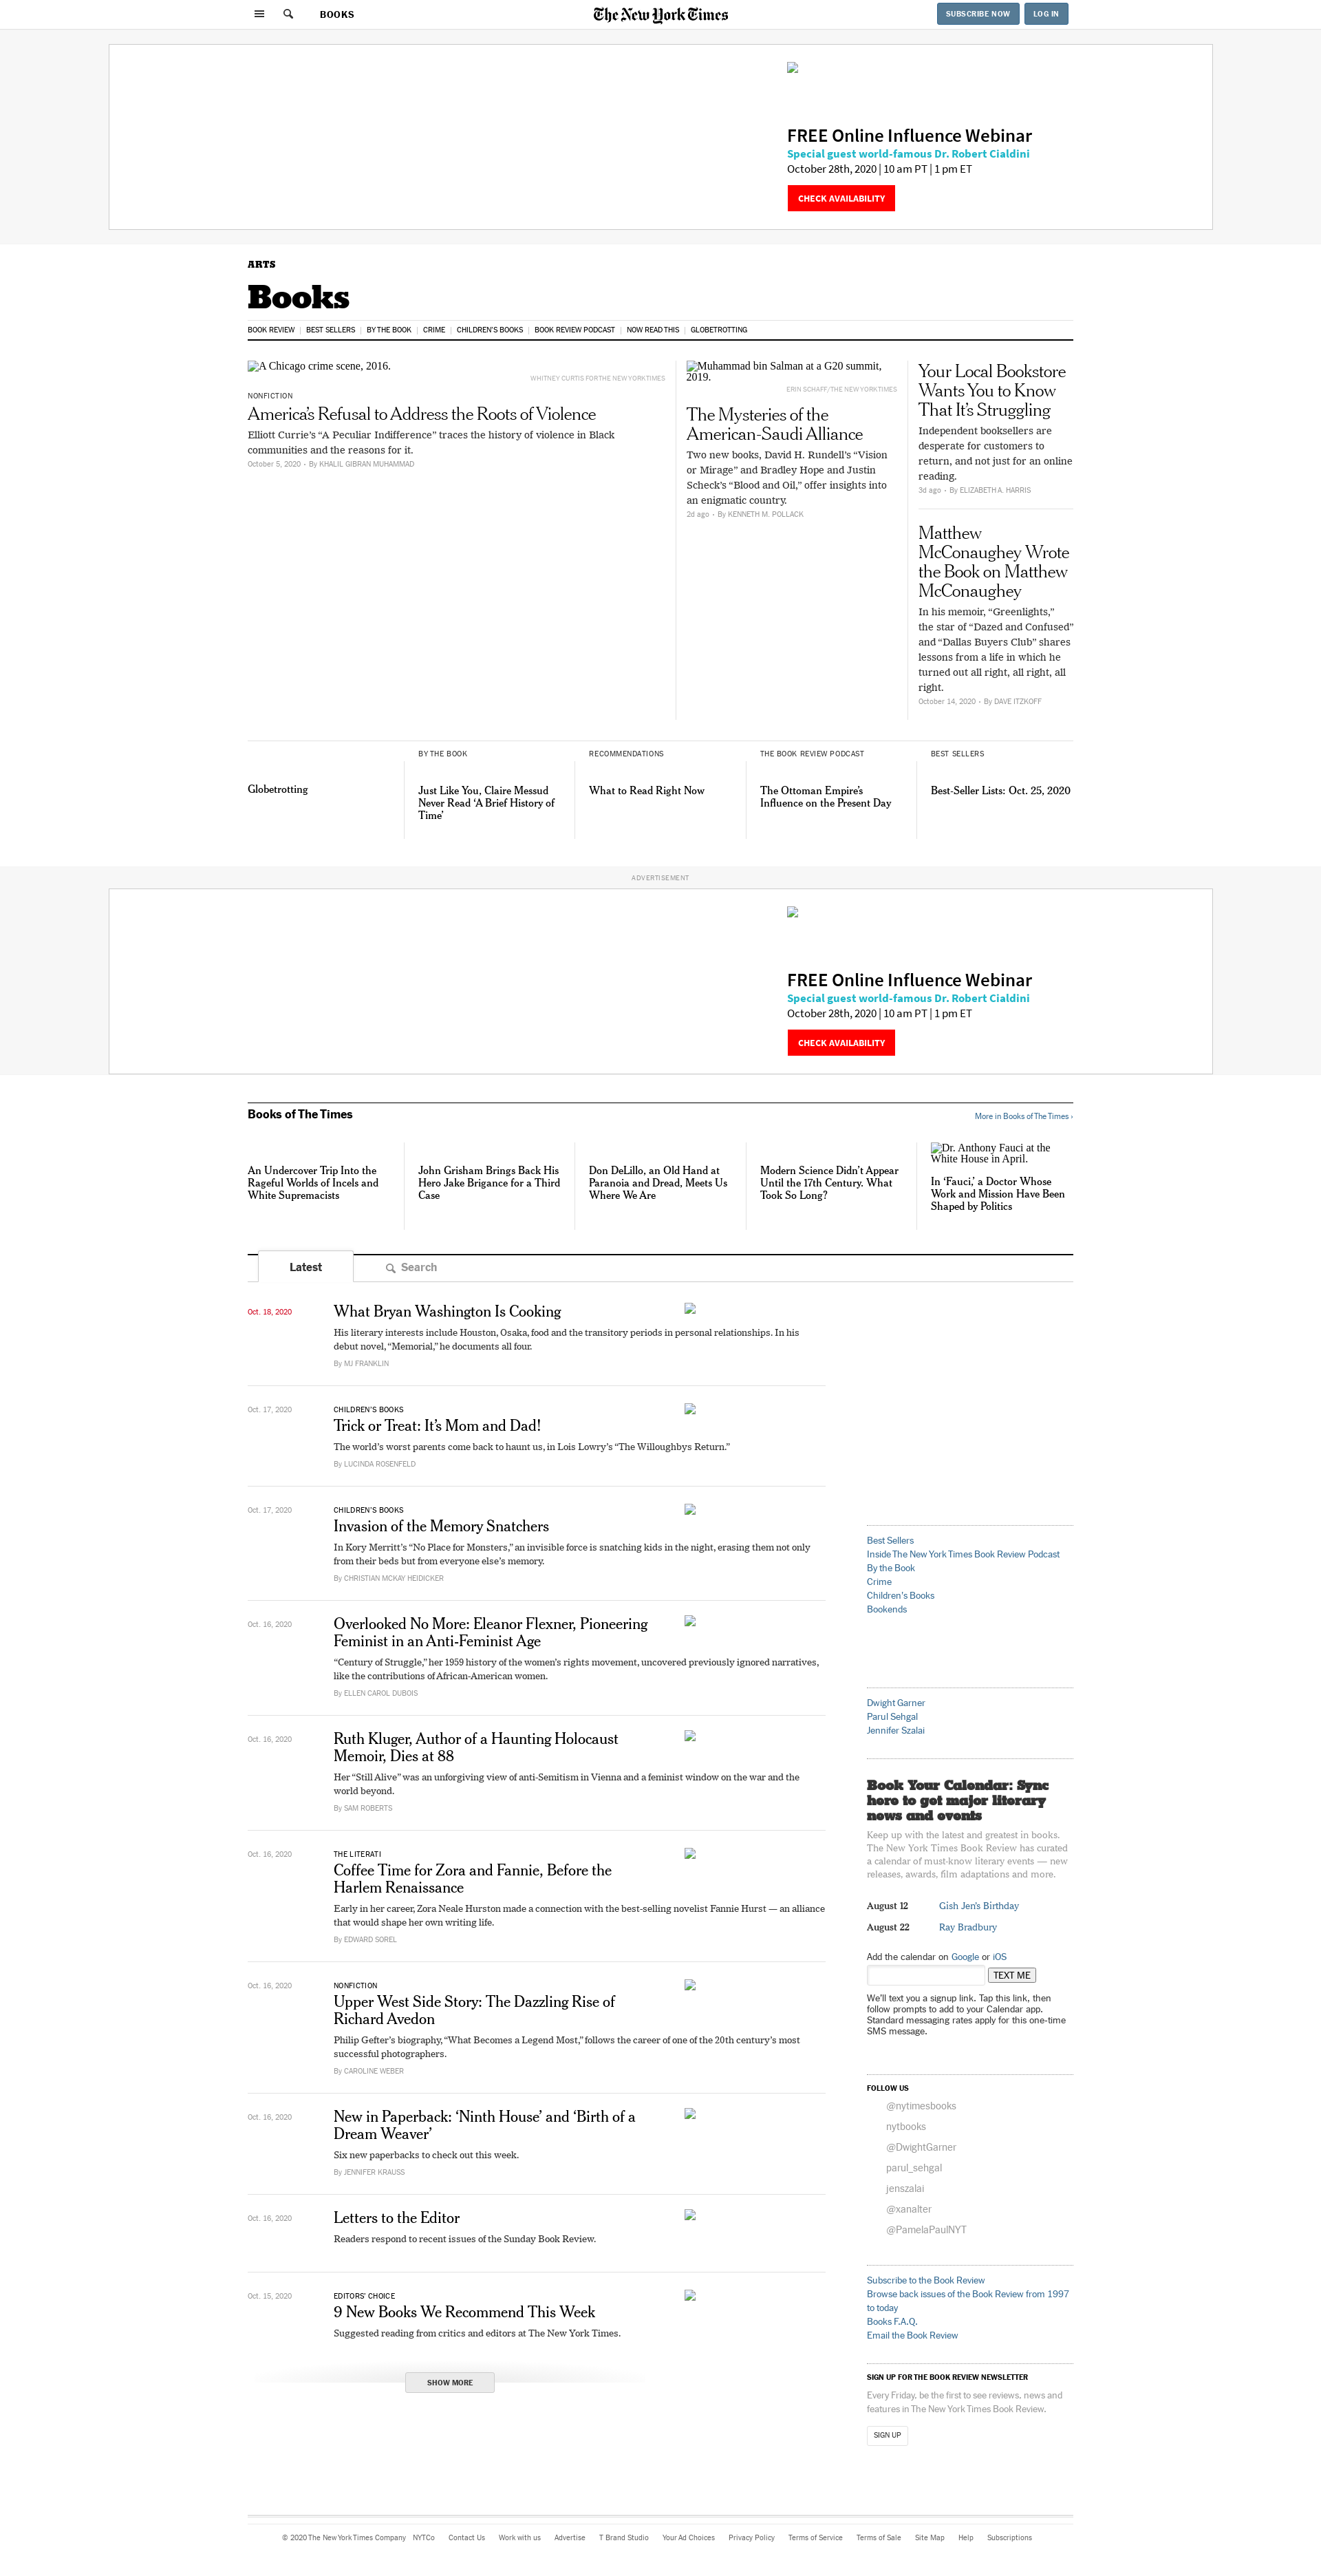 BOOKS
The New York Times
SUBSCRIBE NOW
LOG IN
FREE Online Influence Webinar
Special guest world-famous Dr. Robert Cialdini
October 28th, 2020 | 10 am PT | 1 pm ET
CHECK AVAILABILITY
ARTS
Books
BOOK REVIEW | BEST SELLERS | BY THE BOOK | CRIME | CHILDREN'S BOOKS | BOOK REVIEW PODCAST | NOW READ THIS | GLOBETROTTING
A Chicago crime scene, 2016.
WHITNEY CURTIS FOR THE NEW YORK TIMES
NONFICTION
America's Refusal to Address the Roots of Violence
Elliott Currie's “A Peculiar Indifference” traces the history of violence in Black
communities and the reasons for it.
October 5, 2020 - By KHALIL GIBRAN MUHAMMAD
Muhammad bin Salman at a G20 summit,
2019.
ERIN SCHAFF/THE NEW YORK TIMES
The Mysteries of the
American-Saudi Alliance
Two new books, David H. Rundell's “Vision
or Mirage” and Bradley Hope and Justin
Scheck's “Blood and Oil,” offer insights into
an enigmatic country.
2d ago - By KENNETH M. POLLACK
Your Local Bookstore
Wants You to Know
That It's Struggling
Independent booksellers are
desperate for customers to
return, and not just for an online
reading.
3d ago - By ELIZABETH A. HARRIS
Matthew
McConaughey Wrote
the Book on Matthew
McConaughey
In his memoir, “Greenlights,”
the star of “Dazed and Confused”
and “Dallas Buyers Club” shares
lessons from a life in which he
turned out all right, all right, all
right.
October 14, 2020 - By DAVE ITZKOFF
Globetrotting
BY THE BOOK
Just Like You, Claire Messud
Never Read ‘A Brief History of
Time’
RECOMMENDATIONS
What to Read Right Now
THE BOOK REVIEW PODCAST
The Ottoman Empire's
Influence on the Present Day
BEST SELLERS
Best-Seller Lists: Oct. 25, 2020
ADVERTISEMENT
FREE Online Influence Webinar
Special guest world-famous Dr. Robert Cialdini
October 28th, 2020 | 10 am PT | 1 pm ET
CHECK AVAILABILITY
Books of The Times
More in Books of The Times ›
An Undercover Trip Into the
Rageful Worlds of Incels and
White Supremacists
John Grisham Brings Back His
Hero Jake Brigance for a Third
Case
Don DeLillo, an Old Hand at
Paranoia and Dread, Meets Us
Where We Are
Modern Science Didn't Appear
Until the 17th Century. What
Took So Long?
Dr. Anthony Fauci at the
White House in April.
In ‘Fauci,’ a Doctor Whose
Work and Mission Have Been
Shaped by Politics
Latest
Search
Oct. 18, 2020
What Bryan Washington Is Cooking
His literary interests include Houston, Osaka, food and the transitory periods in personal relationships. In his
debut novel, “Memorial,” he documents all four.
By MJ FRANKLIN
Oct. 17, 2020
CHILDREN'S BOOKS
Trick or Treat: It's Mom and Dad!
The world's worst parents come back to haunt us, in Lois Lowry's “The Willoughbys Return.”
By LUCINDA ROSENFELD
Oct. 17, 2020
CHILDREN'S BOOKS
Invasion of the Memory Snatchers
In Kory Merritt's “No Place for Monsters,” an invisible force is snatching kids in the night, erasing them not only
from their beds but from everyone else's memory.
By CHRISTIAN MCKAY HEIDICKER
Oct. 16, 2020
Overlooked No More: Eleanor Flexner, Pioneering
Feminist in an Anti-Feminist Age
“Century of Struggle,” her 1959 history of the women's rights movement, uncovered previously ignored narratives,
like the contributions of African-American women.
By ELLEN CAROL DUBOIS
Oct. 16, 2020
Ruth Kluger, Author of a Haunting Holocaust
Memoir, Dies at 88
Her “Still Alive” was an unforgiving view of anti-Semitism in Vienna and a feminist window on the war and the
world beyond.
By SAM ROBERTS
Oct. 16, 2020
THE LITERATI
Coffee Time for Zora and Fannie, Before the
Harlem Renaissance
Early in her career, Zora Neale Hurston made a connection with the best-selling novelist Fannie Hurst — an alliance
that would shape her own writing life.
By EDWARD SOREL
Oct. 16, 2020
NONFICTION
Upper West Side Story: The Dazzling Rise of
Richard Avedon
Philip Gefter's biography, “What Becomes a Legend Most,” follows the career of one of the 20th century's most
successful photographers.
By CAROLINE WEBER
Oct. 16, 2020
New in Paperback: ‘Ninth House’ and ‘Birth of a
Dream Weaver’
Six new paperbacks to check out this week.
By JENNIFER KRAUSS
Oct. 16, 2020
Letters to the Editor
Readers respond to recent issues of the Sunday Book Review.
Oct. 15, 2020
EDITORS' CHOICE
9 New Books We Recommend This Week
Suggested reading from critics and editors at The New York Times.
SHOW MORE
Best Sellers
Inside The New York Times Book Review Podcast
By the Book
Crime
Children's Books
Bookends
Dwight Garner
Parul Sehgal
Jennifer Szalai
Book Your Calendar: Sync
here to get major literary
news and events
Keep up with the latest and greatest in books.
The New York Times Book Review has curated
a calendar of must-know literary events — new
releases, awards, film adaptations and more.
August 12 Gish Jen's Birthday
August 22 Ray Bradbury
Add the calendar on Google or iOS
TEXT ME
We'll text you a signup link. Tap this link, then
follow prompts to add to your Calendar app.
Standard messaging rates apply for this one-time
SMS message.
FOLLOW US
@nytimesbooks
nytbooks
@DwightGarner
parul_sehgal
jenszalai
@xanalter
@PamelaPaulNYT
Subscribe to the Book Review
Browse back issues of the Book Review from 1997
to today
Books F.A.Q.
Email the Book Review
SIGN UP FOR THE BOOK REVIEW NEWSLETTER
Every Friday, be the first to see reviews, news and
features in The New York Times Book Review.
SIGN UP
© 2020 The New York Times Company NYTCo Contact Us Work with us Advertise T Brand Studio Your Ad Choices Privacy Policy Terms of Service Terms of Sale Site Map Help Subscriptions